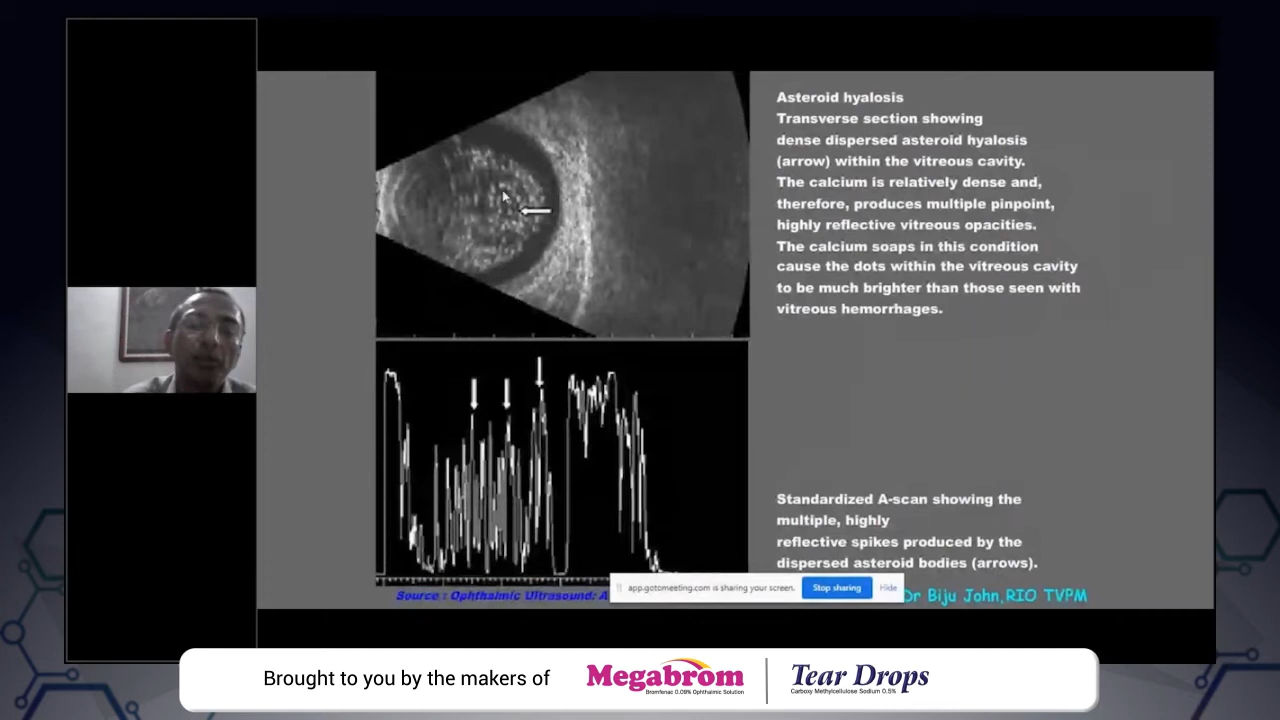 Asteroid hyalosis
Transverse section showing
dense dispersed asteroid hyalosis
(arrow) within the vitreous cavity.
The calcium is relatively dense and,
therefore, produces multiple pinpoint,
highly reflective vitreous opacities.
The calcium soaps in this condition
cause the dots within the vitreous cavity
to be much brighter than those seen with
vitreous hemorrhages.
Standardized A-scan showing the
multiple, highly
reflective spikes produced by the
dispersed asteroid bodies (arrows).
app.gotomeeting.com is sharing your screen. Stop sharing Hide
Source : Ophthalmic Ultrasound: A
Dr Biju John,RIO TVPM
Brought to you by the makers of Megabrom Tear Drops
Bromfenac 0.09% Ophthalmic Solution Carboxy Methylcellulose Sodium 0.5%